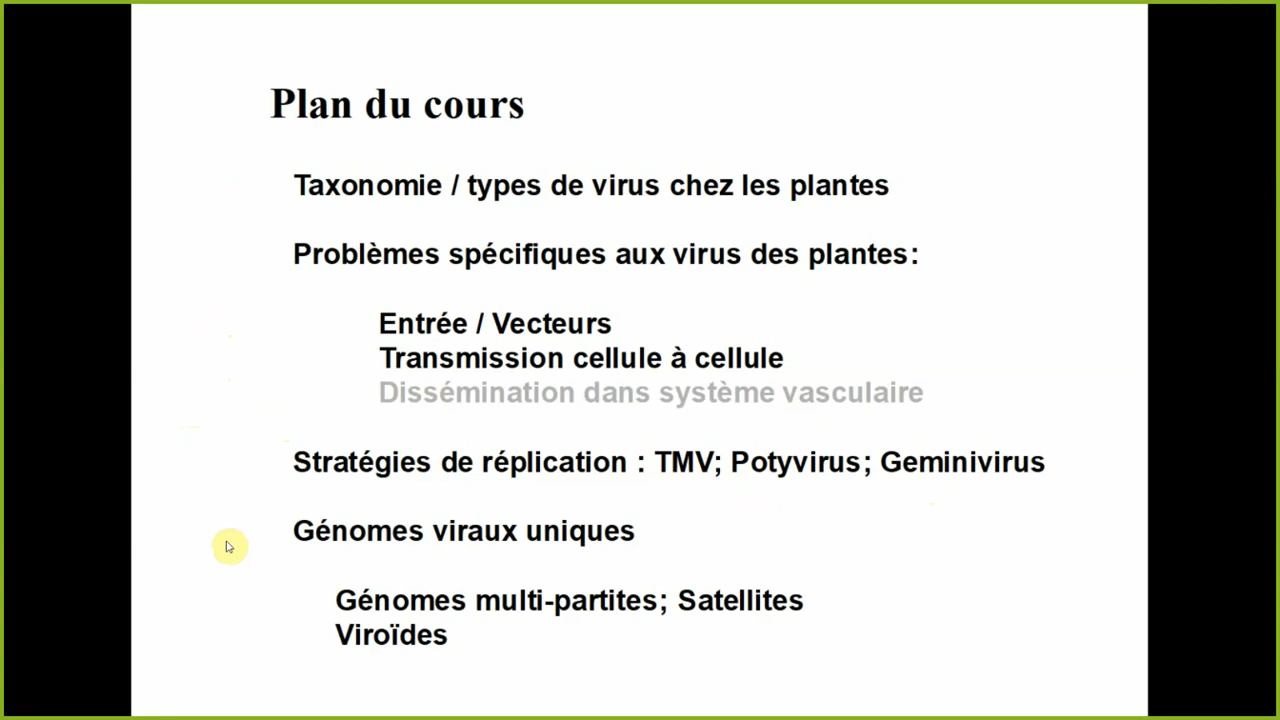 Plan du cours
Taxonomie / types de virus chez les plantes
Problèmes spécifiques aux virus des plantes:
Entrée / Vecteurs
Transmission cellule à cellule
Dissémination dans système vasculaire
Stratégies de réplication : TMV; Potyvirus; Geminivirus
Génomes viraux uniques
Génomes multi-partites; Satellites
Viroïdes